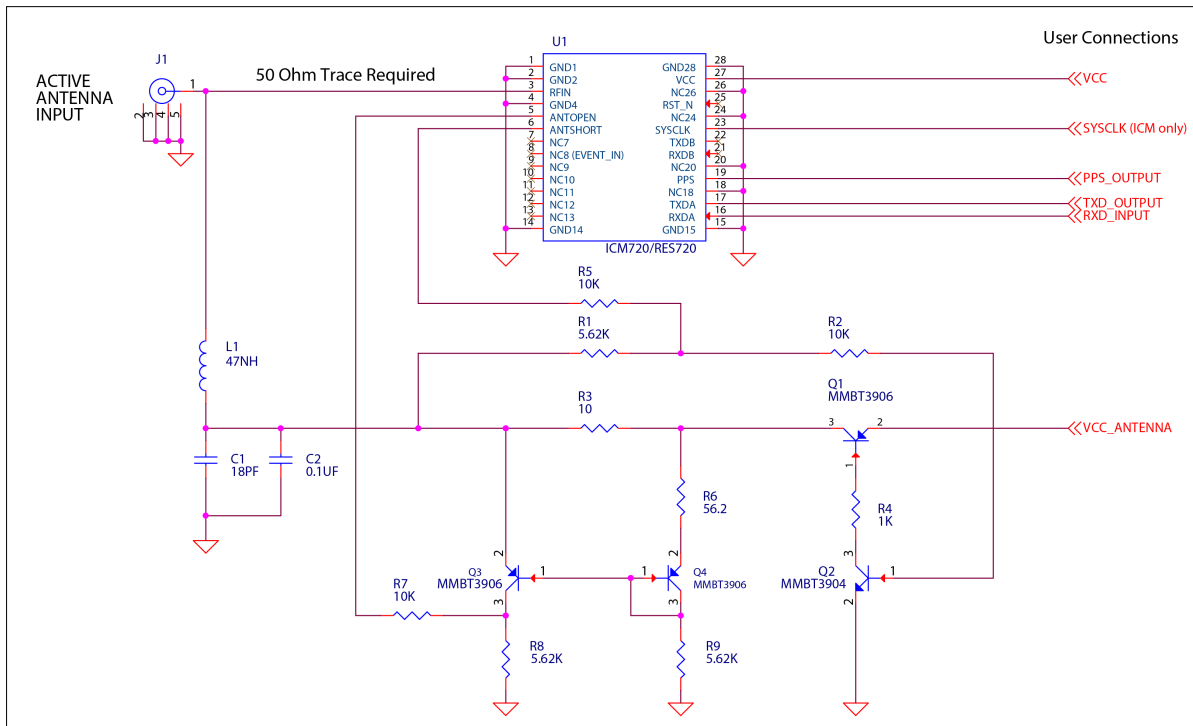 User Connections
J1
U1
ACTIVE
ANTENNA
INPUT
1
50 Ohm Trace Required
2
3
4
5
1 GND1
2 GND2
3 RFIN
4 GND4
5 ANTOPEN
6 ANTSHORT
7 NC7
8 NC8 (EVENT_IN)
9 NC9
10 NC10
11 NC11
12 NC12
13 NC13
14 GND14
GND28 28
VCC 27
NC26 26
RST_N 25
NC24 24
SYSCLK 23
TXDB 22
RXDB 21
NC20 20
PPS 19
NC18 18
TXDA 17
RXDA 16
GND15 15
ICM720/RES720
VCC
SYSCLK (ICM only)
PPS_OUTPUT
TXD_OUTPUT
RXD_INPUT
R5
10K
R1
5.62K
R2
10K
L1
47NH
R3
10
Q1
MMBT3906
3
2
1
VCC_ANTENNA
C1
18PF
C2
0.1UF
R6
56.2
R4
1K
2
Q3
MMBT3906
1
3
2
1
Q4
MMBT3906
3
3
Q2
MMBT3904
1
2
R7
10K
R8
5.62K
R9
5.62K